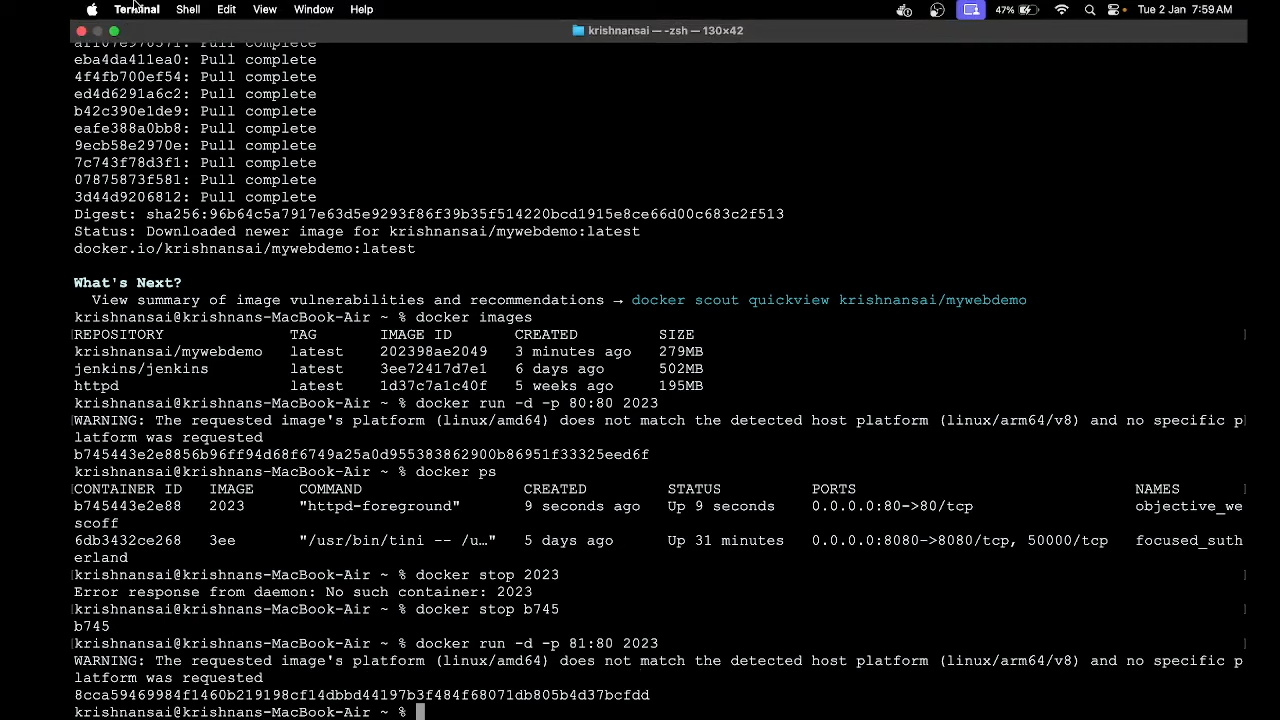 Terminal Shell Edit View Window Help 47% Tue 2 Jan 7:59 AM
krishnansai — -zsh — 130×42
eba4da411ea0: Pull complete
4f4fb700ef54: Pull complete
ed4d6291a6c2: Pull complete
b42c390e1de9: Pull complete
eafe388a0bb8: Pull complete
9ecb58e2970e: Pull complete
7c743f78d3f1: Pull complete
07875873f581: Pull complete
3d44d9206812: Pull complete
Digest: sha256:96b64c5a7917e63d5e9293f86f39b35f514220bcd1915e8ce66d00c683c2f513
Status: Downloaded newer image for krishnansai/mywebdemo:latest
docker.io/krishnansai/mywebdemo:latest
What's Next?
View summary of image vulnerabilities and recommendations → docker scout quickview krishnansai/mywebdemo
krishnansai@krishnans-MacBook-Air ~ % docker images
REPOSITORY TAG IMAGE ID CREATED SIZE
krishnansai/mywebdemo latest 202398ae2049 3 minutes ago 279MB
jenkins/jenkins latest 3ee72417d7e1 6 days ago 502MB
httpd latest 1d37c7a1c40f 5 weeks ago 195MB
krishnansai@krishnans-MacBook-Air ~ % docker run -d -p 80:80 2023
WARNING: The requested image's platform (linux/amd64) does not match the detected host platform (linux/arm64/v8) and no specific p
latform was requested
b745443e2e8856b96ff94d68f6749a25a0d955383862900b86951f33325eed6f
krishnansai@krishnans-MacBook-Air ~ % docker ps
CONTAINER ID IMAGE COMMAND CREATED STATUS PORTS NAMES
b745443e2e88 2023 "httpd-foreground" 9 seconds ago Up 9 seconds 0.0.0.0:80->80/tcp objective_we
scoff
6db3432ce268 3ee "/usr/bin/tini -- /u…" 5 days ago Up 31 minutes 0.0.0.0:8080->8080/tcp, 50000/tcp focused_suth
erland
krishnansai@krishnans-MacBook-Air ~ % docker stop 2023
Error response from daemon: No such container: 2023
krishnansai@krishnans-MacBook-Air ~ % docker stop b745
b745
krishnansai@krishnans-MacBook-Air ~ % docker run -d -p 81:80 2023
WARNING: The requested image's platform (linux/amd64) does not match the detected host platform (linux/arm64/v8) and no specific p
latform was requested
8cca59469984f1460b219198cf14dbbd44197b3f484f68071db805b4d37bcfdd
krishnansai@krishnans-MacBook-Air ~ %